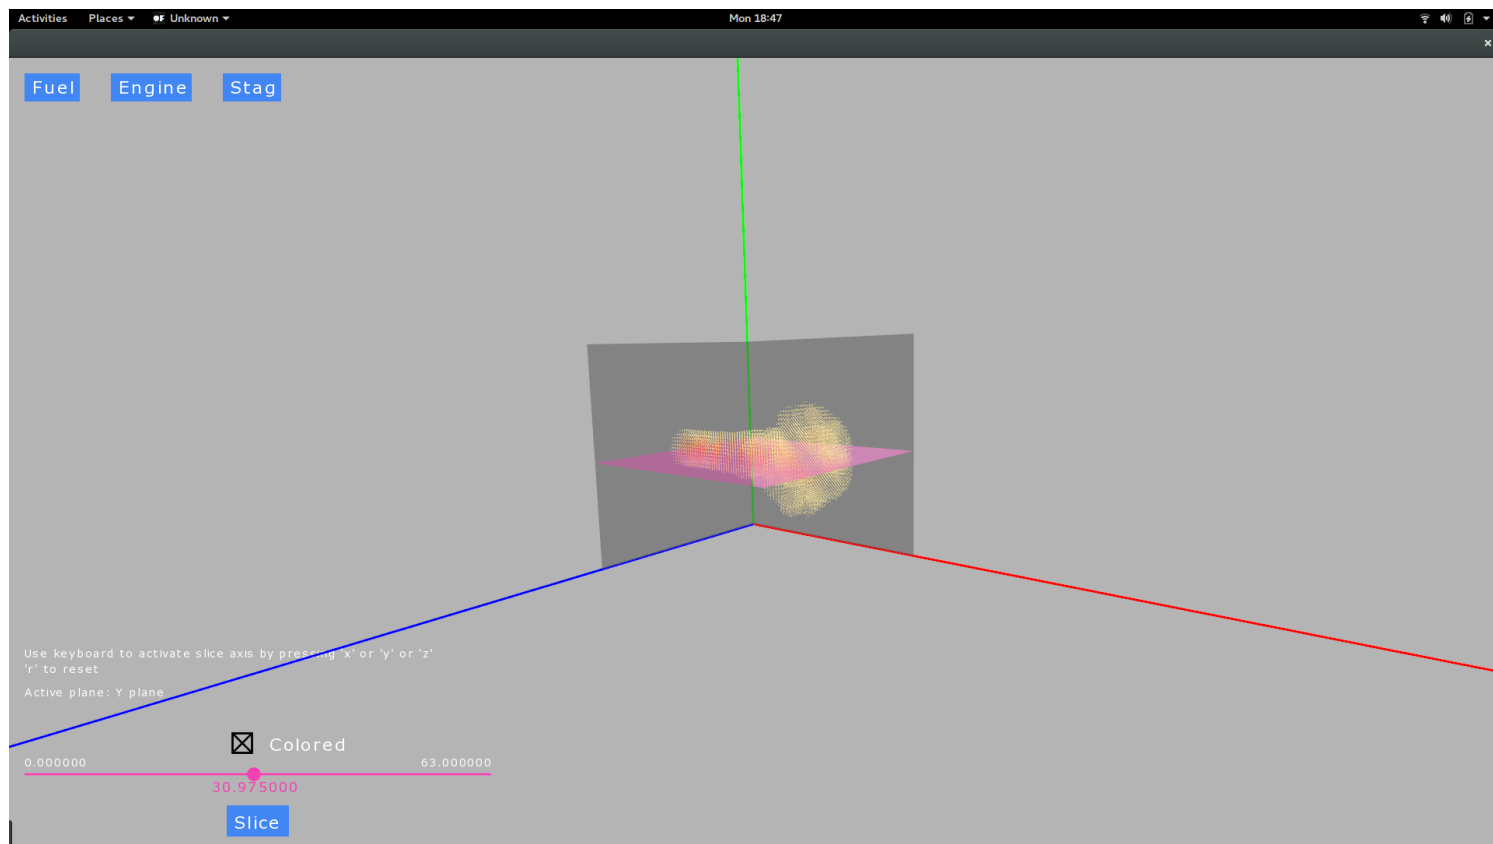 Activities Places Unknown Mon 18:47
Fuel Engine Stag
Use keyboard to activate slice axis by pressing 'x' or 'y' or 'z'
'r' to reset
Active plane: Y plane
Colored
0.000000 63.000000
30.975000
Slice